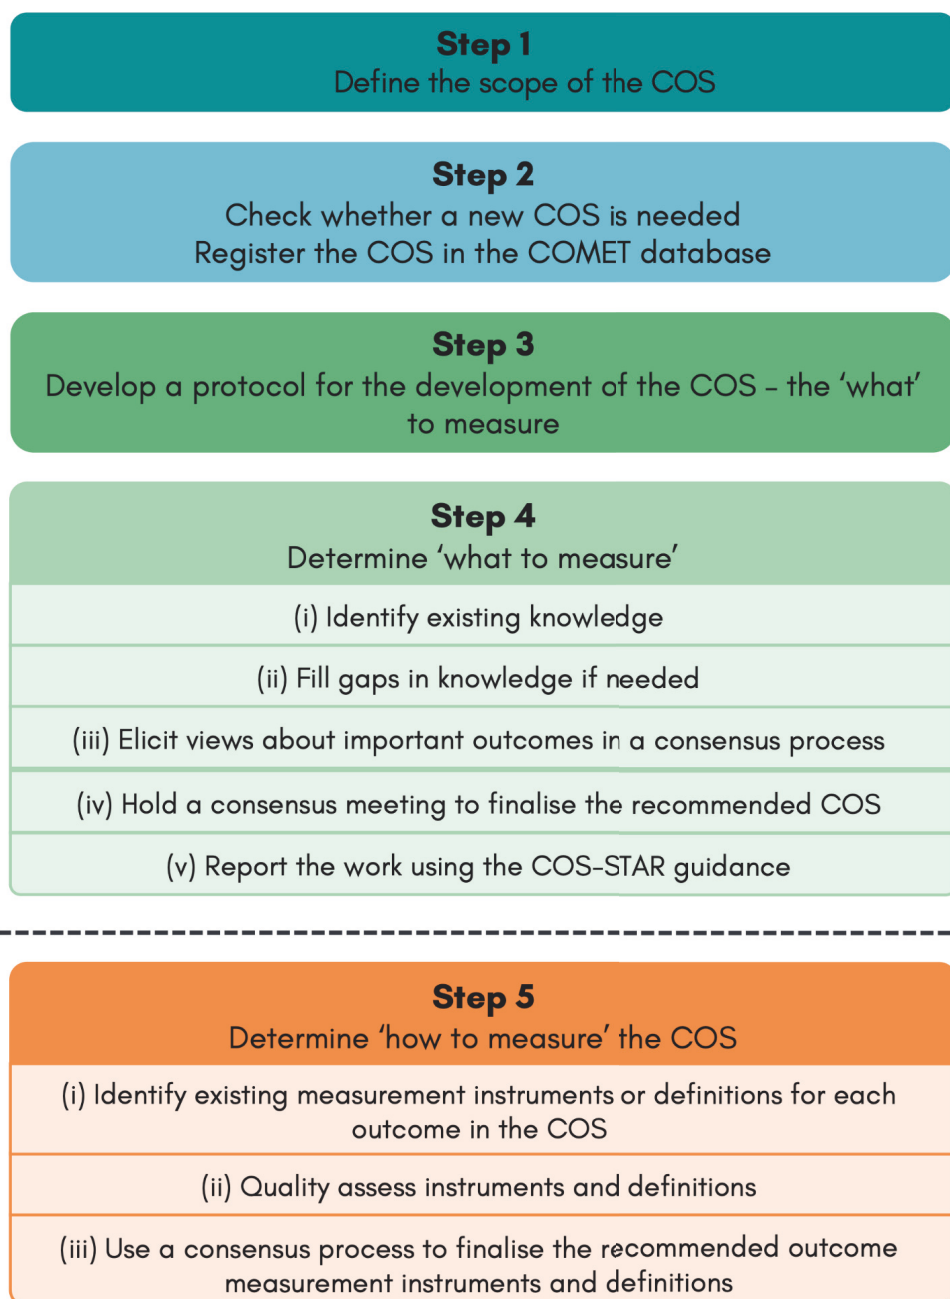 Step 1
Define the scope of the COS
Step 2
Check whether a new COS is needed
Register the COS in the COMET database
Step 3
Develop a protocol for the development of the COS – the ‘what’
to measure
Step 4
Determine ‘what to measure’
(i) Identify existing knowledge
(ii) Fill gaps in knowledge if needed
(iii) Elicit views about important outcomes in a consensus process
(iv) Hold a consensus meeting to finalise the recommended COS
(v) Report the work using the COS-STAR guidance
Step 5
Determine ‘how to measure’ the COS
(i) Identify existing measurement instruments or definitions for each
outcome in the COS
(ii) Quality assess instruments and definitions
(iii) Use a consensus process to finalise the recommended outcome
measurement instruments and definitions